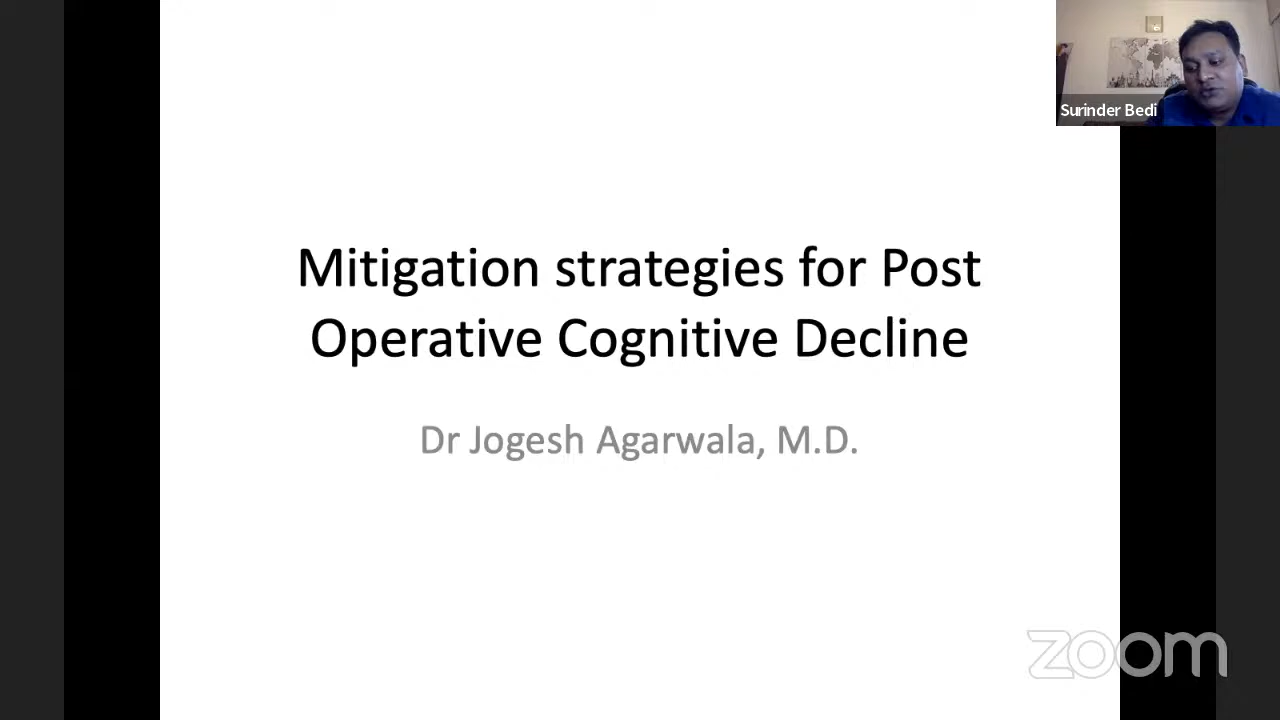 Surinder Bedi
Mitigation strategies for Post
Operative Cognitive Decline
Dr Jogesh Agarwala, M.D.
zoom